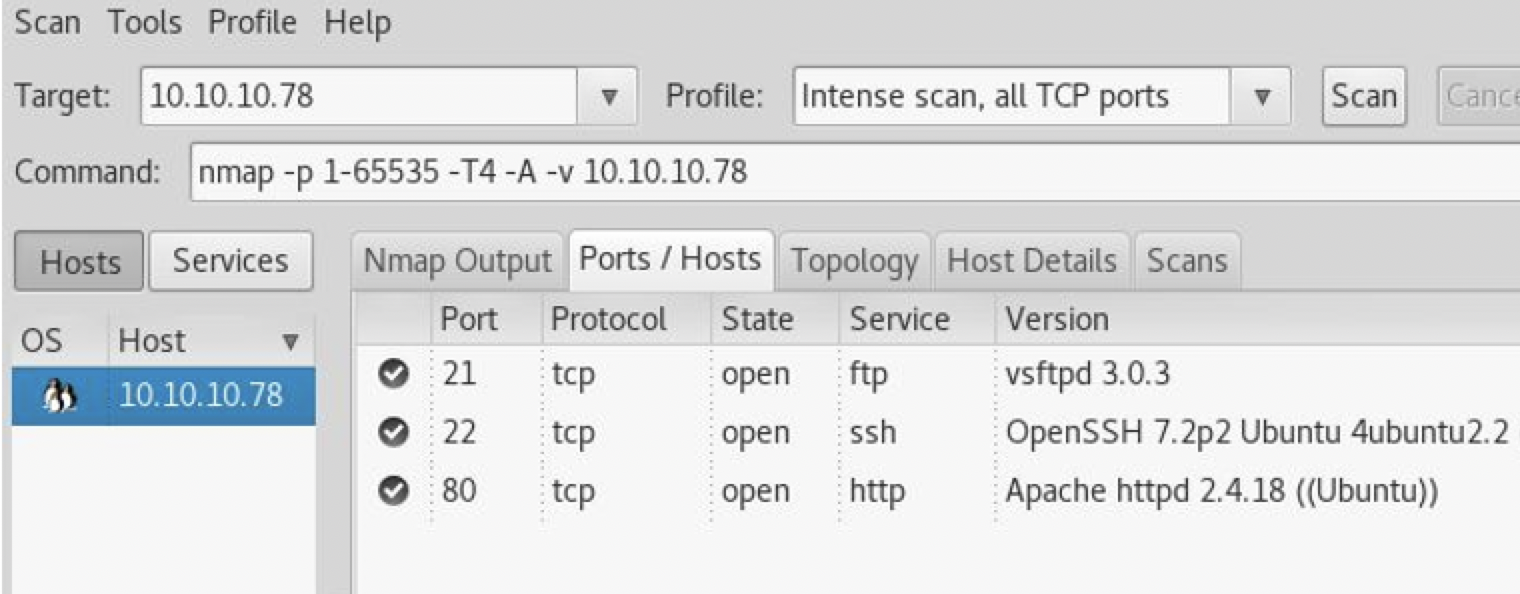 Scan Tools Profile Help
Target: 10.10.10.78 Profile: Intense scan, all TCP ports Scan
Command: nmap -p 1-65535 -T4 -A -v 10.10.10.78
Hosts Services Nmap Output Ports / Hosts Topology Host Details Scans
OS Host Port Protocol State Service Version
10.10.10.78
21 tcp open ftp vsftpd 3.0.3
22 tcp open ssh OpenSSH 7.2p2 Ubuntu 4ubuntu2.2
80 tcp open http Apache httpd 2.4.18 ((Ubuntu))